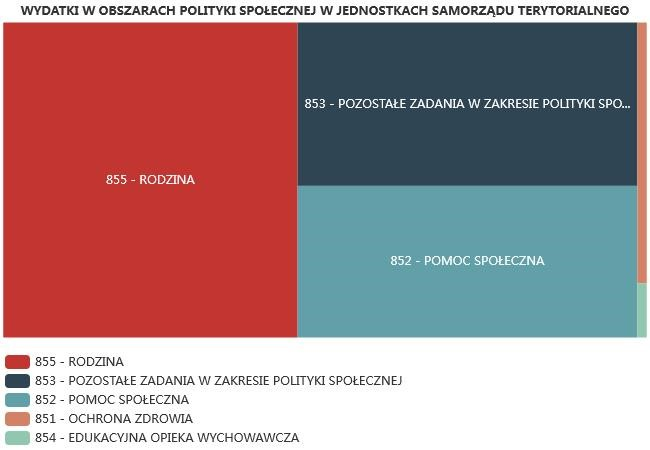 WYDATKI W OBSZARACH POLITYKI SPOŁECZNEJ W JEDNOSTKACH SAMORZĄDU TERYTORIALNEGO
853 - POZOSTAŁE ZADANIA W ZAKRESIE POLITYKI SPO...
855 - RODZINA
852 - POMOC SPOŁECZNA
855 - RODZINA
853 - POZOSTAŁE ZADANIA W ZAKRESIE POLITYKI SPOŁECZNEJ
852 - POMOC SPOŁECZNA
851 - OCHRONA ZDROWIA
854 - EDUKACYJNA OPIEKA WYCHOWAWCZA